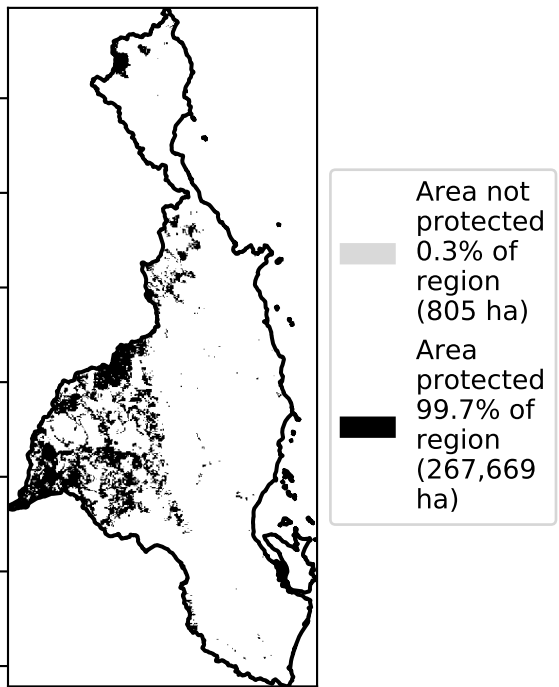 Area not
protected
0.3% of
region
(805 ha)
Area
protected
99.7% of
region
(267,669
ha)